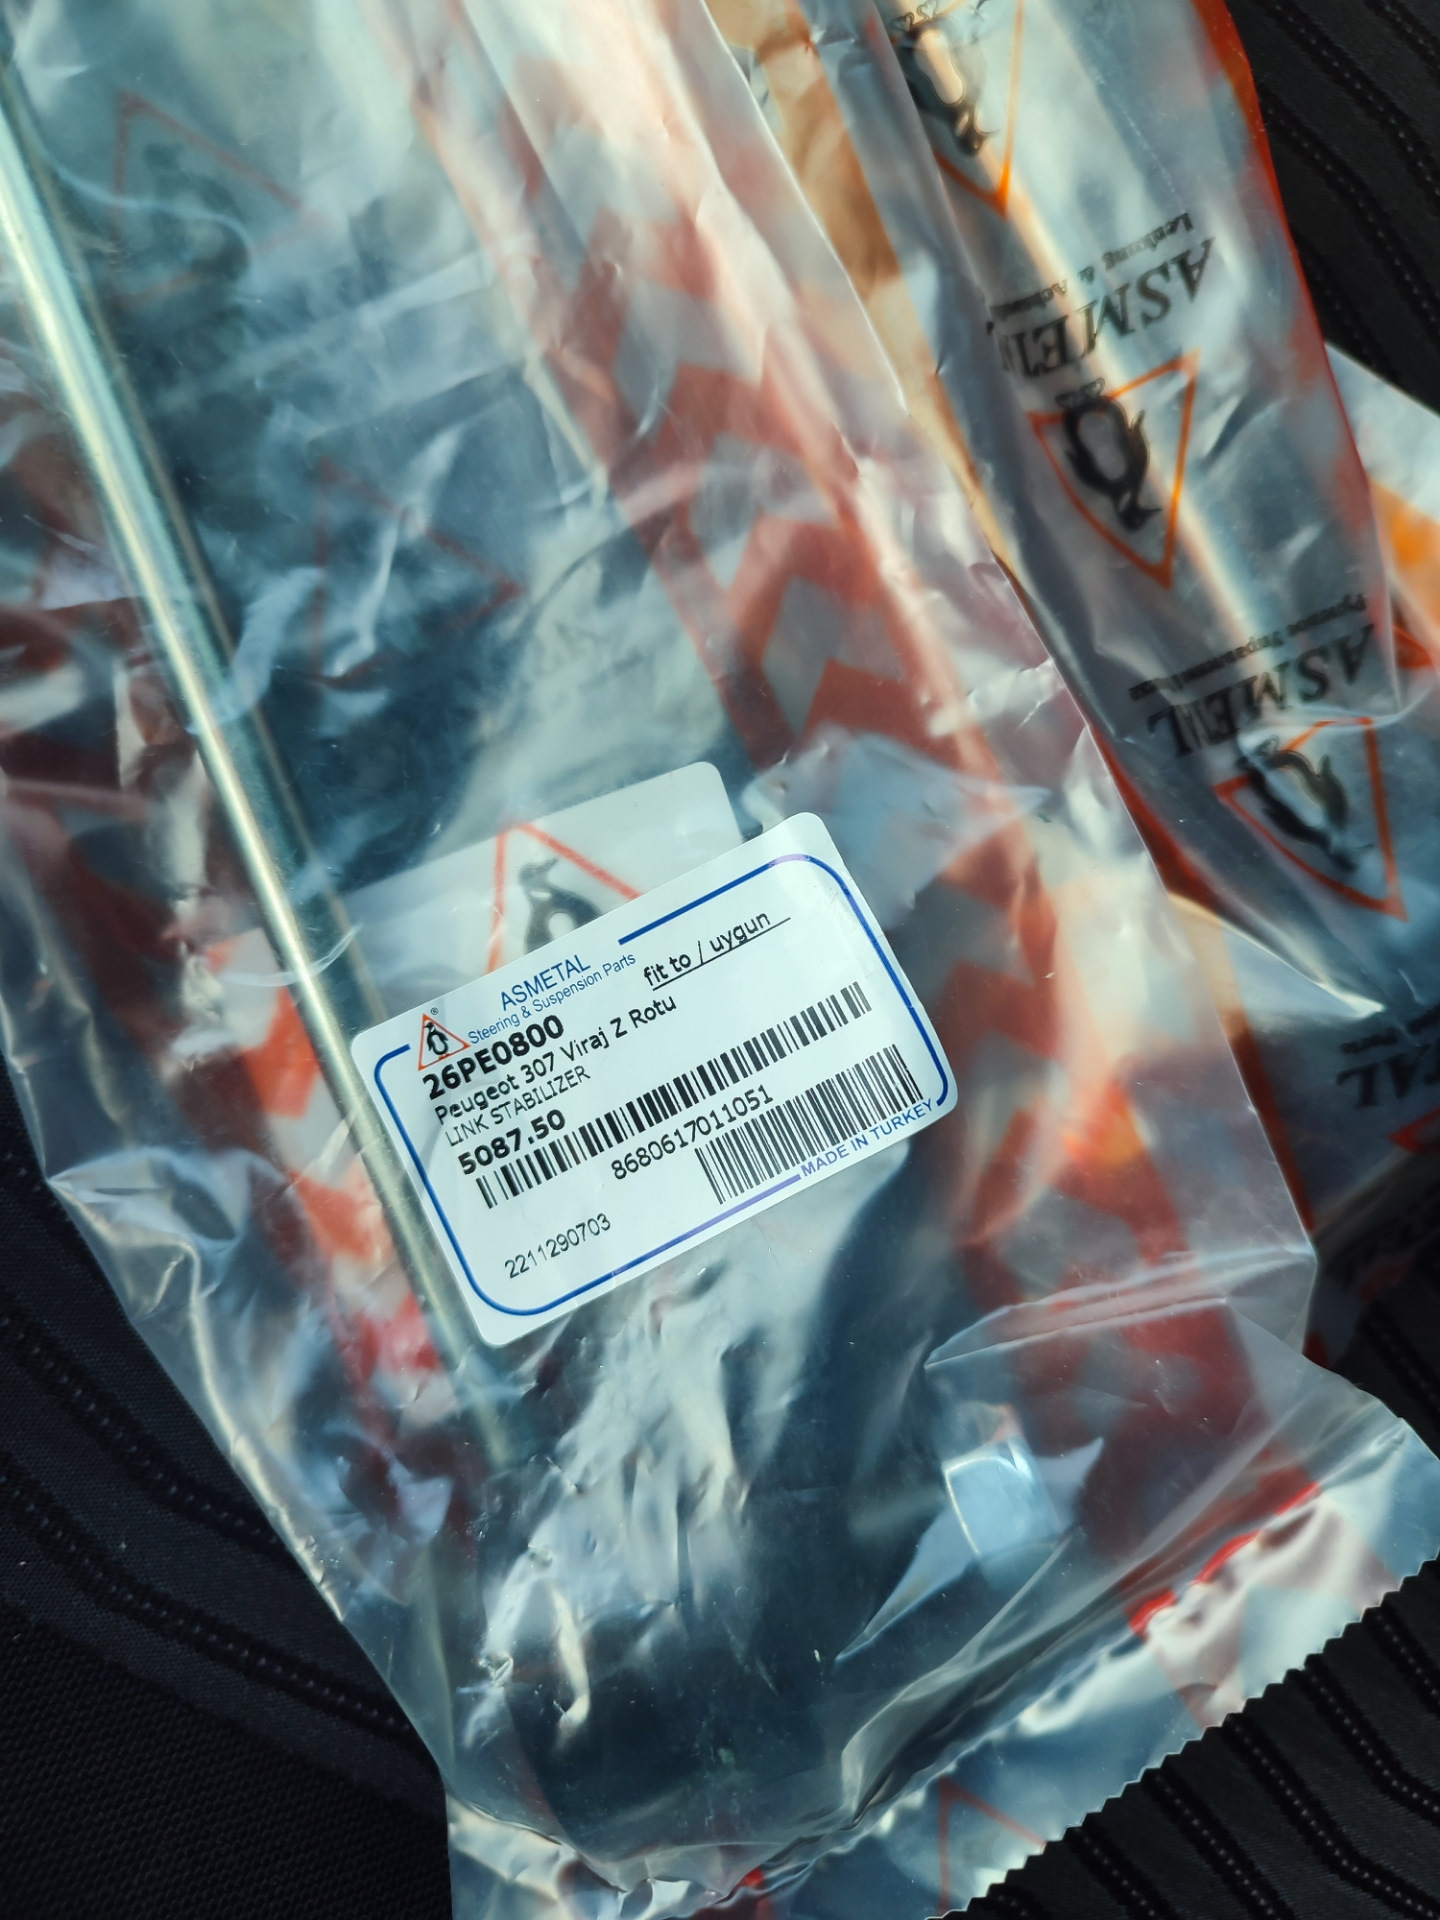 ASMETAL
Steering & Suspension Parts
fit to / uygun
®
26PE0800
Peugeot 307 Viraj Z Rotu
LINK STABILIZER
5087.50
8680617011051
MADE IN TURKEY
2211290703
ASMETAL
Lenkung &
ASMETAL